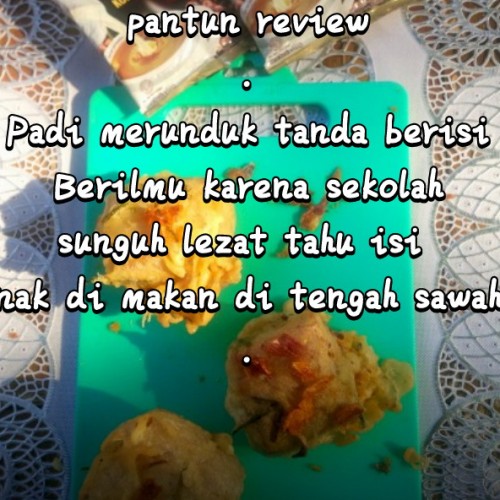 pantun review
.
Padi merunduk tanda berisi
Berilmu karena sekolah
sunguh lezat tahu isi
nak di makan di tengah sawah
.